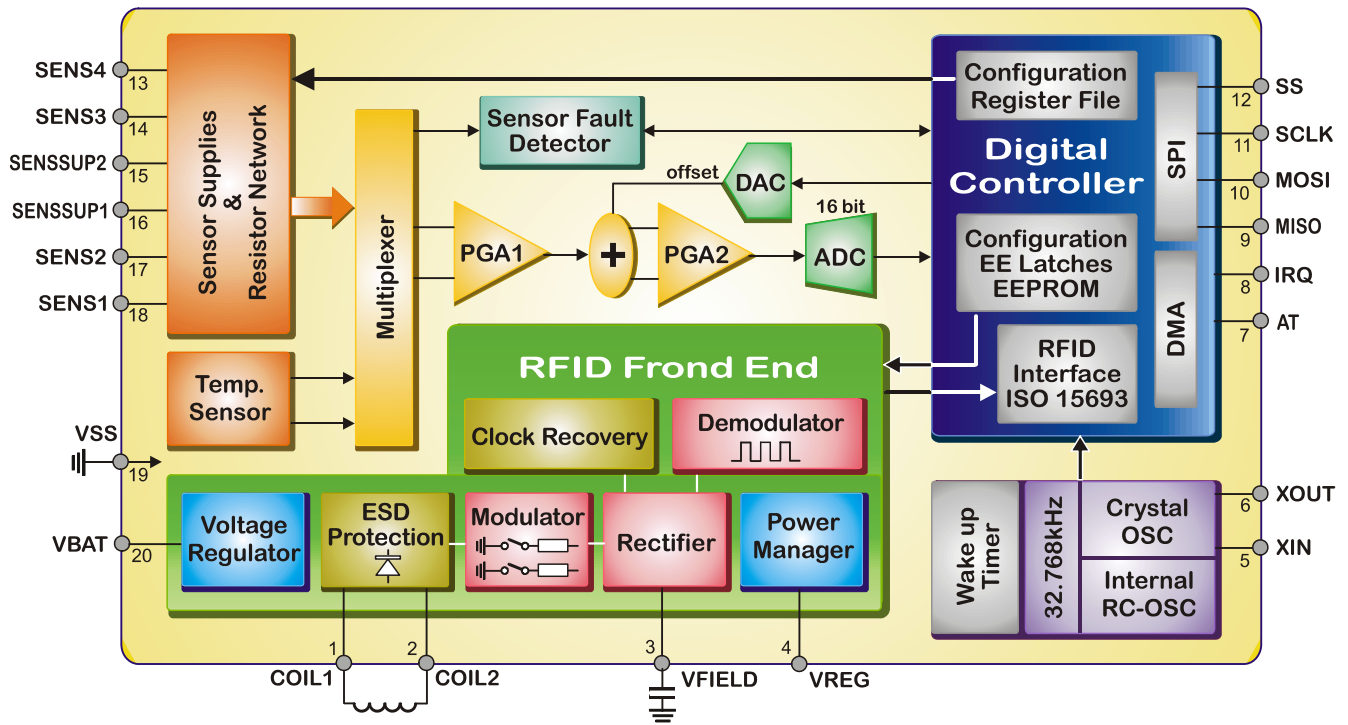 SENS4
13
SENS3
14
SENSSUP2
15
SENSSUP1
16
SENS2
17
SENS1
18
Sensor Supplies
&
Resistor Network
Temp.
Sensor
VSS
19
VBAT
20
Multiplexer
Sensor Fault
Detector
offset
DAC
16 bit
PGA1
+
PGA2
ADC
Digital
Controller
Configuration
Register File
Configuration
EE Latches
EEPROM
RFID
Interface
ISO 15693
SPI
DMA
SS
12
SCLK
11
MOSI
10
MISO
9
IRQ
8
AT
7
RFID Frond End
Clock Recovery
Demodulator
Voltage
Regulator
ESD
Protection
Modulator
Rectifier
Power
Manager
Wake up
Timer
32.768kHz
Crystal
OSC
Internal
RC-OSC
XOUT
6
XIN
5
1
COIL1
2
COIL2
3
VFIELD
4
VREG